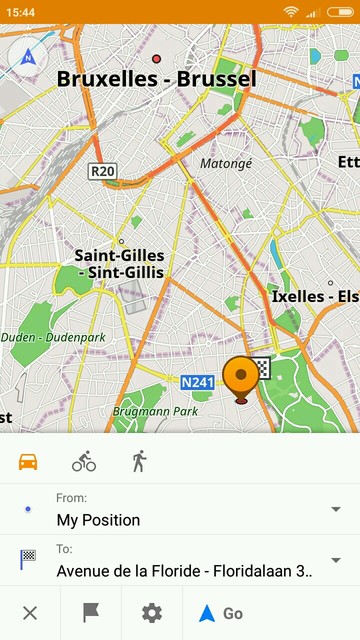 15:44
N
Bruxelles - Brussel
Matongé
Ett
R20
Saint-Gilles
- Sint-Gillis
Ixelles - Els
Duden - Dudenpark
N241
Brugmann Park
st
From:
My Position
To:
Avenue de la Floride - Floridalaan 3..
Go